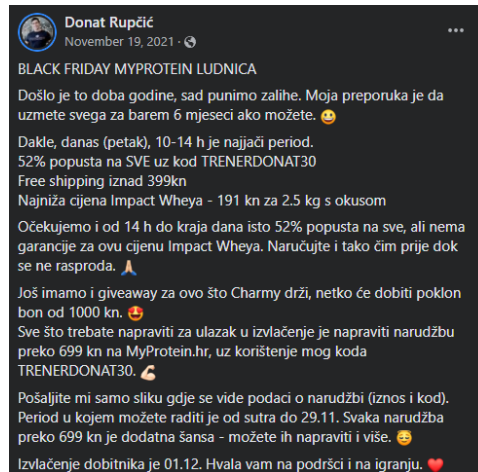 Donat Rupčić
November 19, 2021 ·
BLACK FRIDAY MYPROTEIN LUDNICA
Došlo je to doba godine, sad punimo zalihe. Moja preporuka je da
uzmete svega za barem 6 mjeseci ako možete. 😀
Dakle, danas (petak), 10-14 h je najjači period.
52% popusta na SVE uz kod TRENERDONAT30
Free shipping iznad 399kn
Najniža cijena Impact Wheya - 191 kn za 2.5 kg s okusom
Očekujemo i od 14 h do kraja dana isto 52% popusta na sve, ali nema
garancije za ovu cijenu Impact Wheya. Naručujte i tako čim prije dok
se ne rasproda. 🙏🏻
Još imamo i giveaway za ovo što Charmy drži, netko će dobiti poklon
bon od 1000 kn. 🤩
Sve što trebate napraviti za ulazak u izvlačenje je napraviti narudžbu
preko 699 kn na MyProtein.hr, uz korištenje mog koda
TRENERDONAT30. 💪🏻
Pošaljite mi samo sliku gdje se vide podaci o narudžbi (iznos i kod).
Period u kojem možete raditi je od sutra do 29.11. Svaka narudžba
preko 699 kn je dodatna šansa - možete ih napraviti i više. 😇
Izvlačenje dobitnika je 01.12. Hvala vam na podršci i na igranju. ❤️